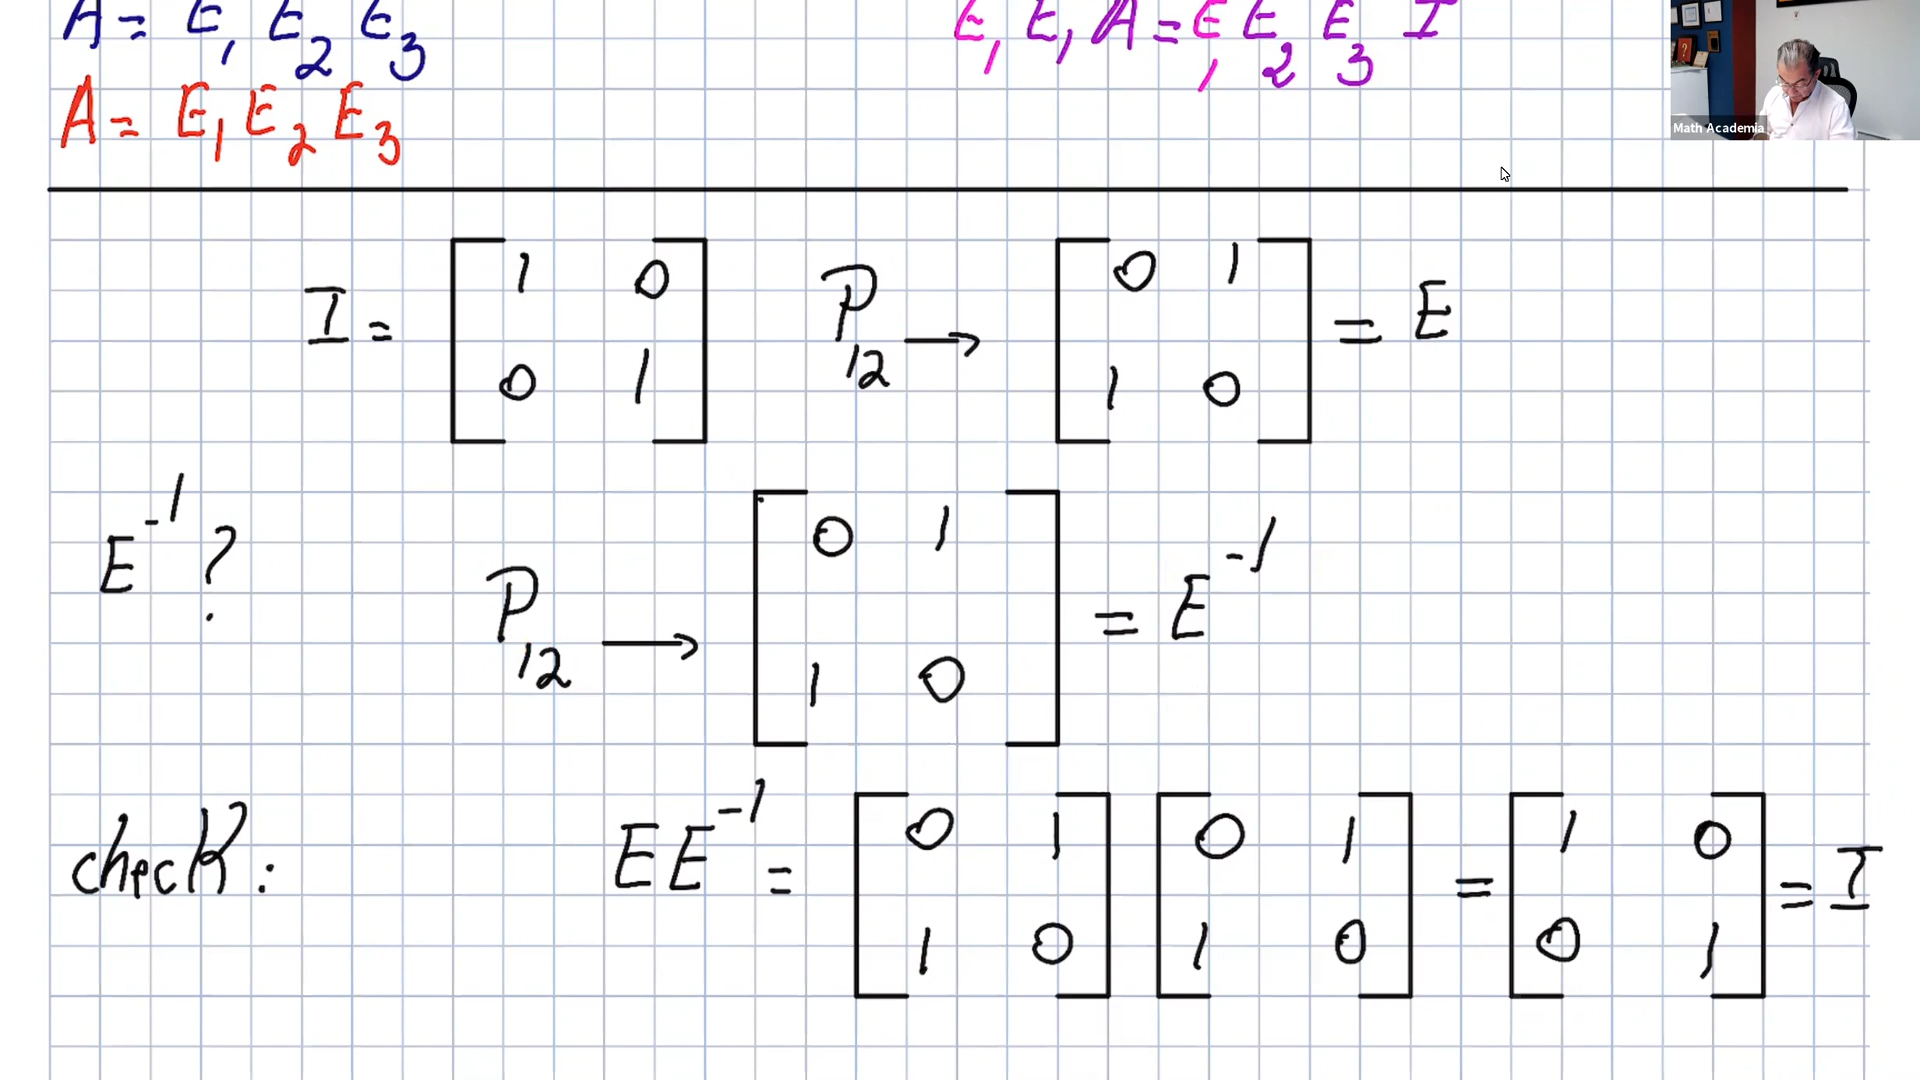 A = E₁ E₂ E₃
E₁ E₁ A = E₁ E₂ E₃ I
A = E₁ E₂ E₃
Math Academia
I = [1 0; 0 1] P₁₂ → [0 1; 1 0] = E
E⁻¹ ?
P₁₂ → [0 1; 1 0] = E⁻¹
check: E E⁻¹ = [0 1; 1 0] [0 1; 1 0] = [1 0; 0 1] = I